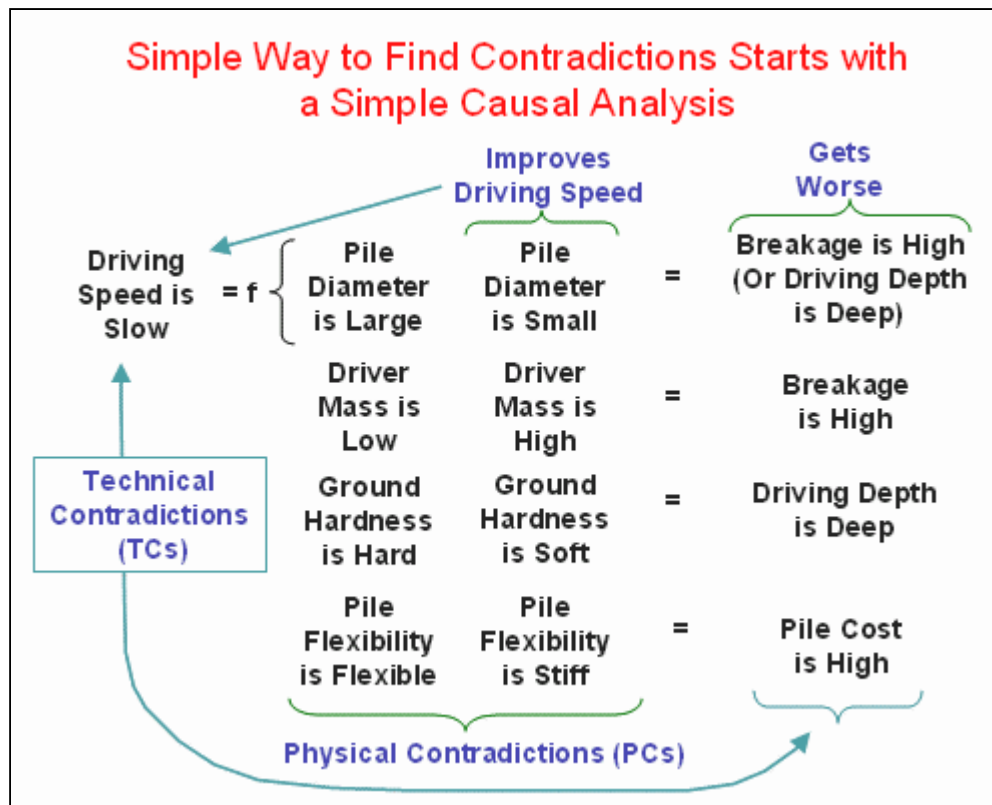 Simple Way to Find Contradictions Starts with
a Simple Causal Analysis
Improves
Driving Speed
Gets
Worse
Driving
Speed is
Slow
= f
Pile
Diameter
is Large
Pile
Diameter
is Small
=
Breakage is High
(Or Driving Depth
is Deep)
Driver
Mass is
Low
Driver
Mass is
High
=
Breakage
is High
Technical
Contradictions
(TCs)
Ground
Hardness
is Hard
Ground
Hardness
is Soft
=
Driving Depth
is Deep
Pile
Flexibility
is Flexible
Pile
Flexibility
is Stiff
=
Pile Cost
is High
Physical Contradictions (PCs)